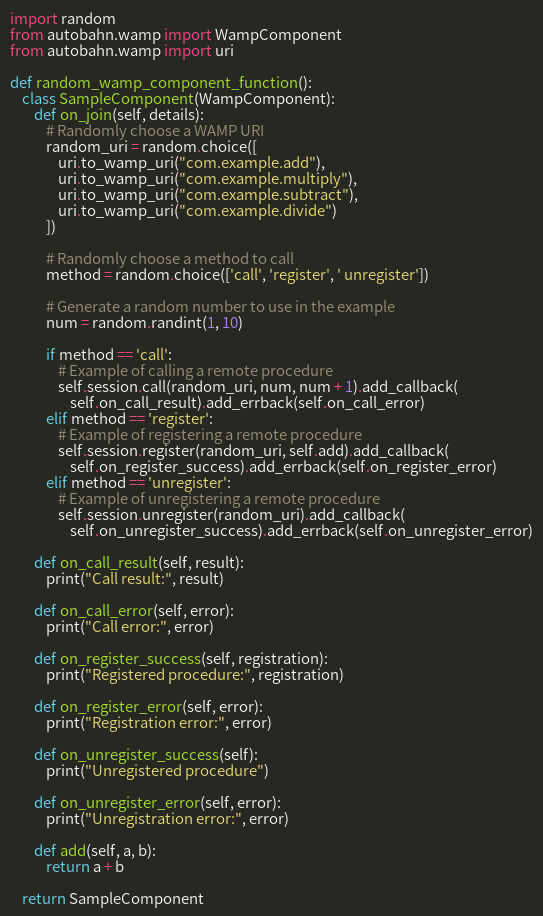 import random
from autobahn.wamp import WampComponent
from autobahn.wamp import uri

def random_wamp_component_function():
    class SampleComponent(WampComponent):
        def on_join(self, details):
            # Randomly choose a WAMP URI
            random_uri = random.choice([
                uri.to_wamp_uri("com.example.add"),
                uri.to_wamp_uri("com.example.multiply"),
                uri.to_wamp_uri("com.example.subtract"),
                uri.to_wamp_uri("com.example.divide")
            ])

            # Randomly choose a method to call
            method = random.choice(['call', 'register', ' unregister'])

            # Generate a random number to use in the example
            num = random.randint(1, 10)

            if method == 'call':
                # Example of calling a remote procedure
                self.session.call(random_uri, num, num + 1).add_callback(
                    self.on_call_result).add_errback(self.on_call_error)
            elif method == 'register':
                # Example of registering a remote procedure
                self.session.register(random_uri, self.add).add_callback(
                    self.on_register_success).add_errback(self.on_register_error)
            elif method == 'unregister':
                # Example of unregistering a remote procedure
                self.session.unregister(random_uri).add_callback(
                    self.on_unregister_success).add_errback(self.on_unregister_error)

        def on_call_result(self, result):
            print("Call result:", result)

        def on_call_error(self, error):
            print("Call error:", error)

        def on_register_success(self, registration):
            print("Registered procedure:", registration)

        def on_register_error(self, error):
            print("Registration error:", error)

        def on_unregister_success(self):
            print("Unregistered procedure")

        def on_unregister_error(self, error):
            print("Unregistration error:", error)

        def add(self, a, b):
            return a + b

    return SampleComponent